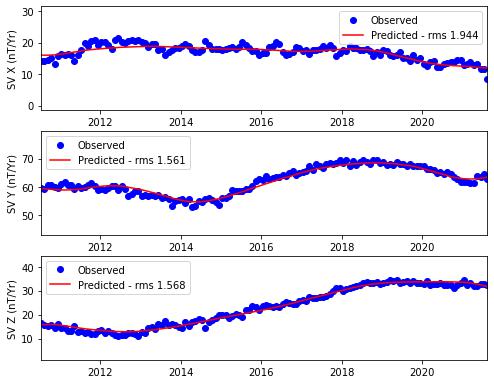 SV X (nT/Yr)
30
20
10
0
Observed
Predicted - rms 1.944
2012 2014 2016 2018 2020
SV Y (nT/Yr)
70
60
50
Observed
Predicted - rms 1.561
2012 2014 2016 2018 2020
SV Z (nT/Yr)
40
30
20
10
Observed
Predicted - rms 1.568
2012 2014 2016 2018 2020